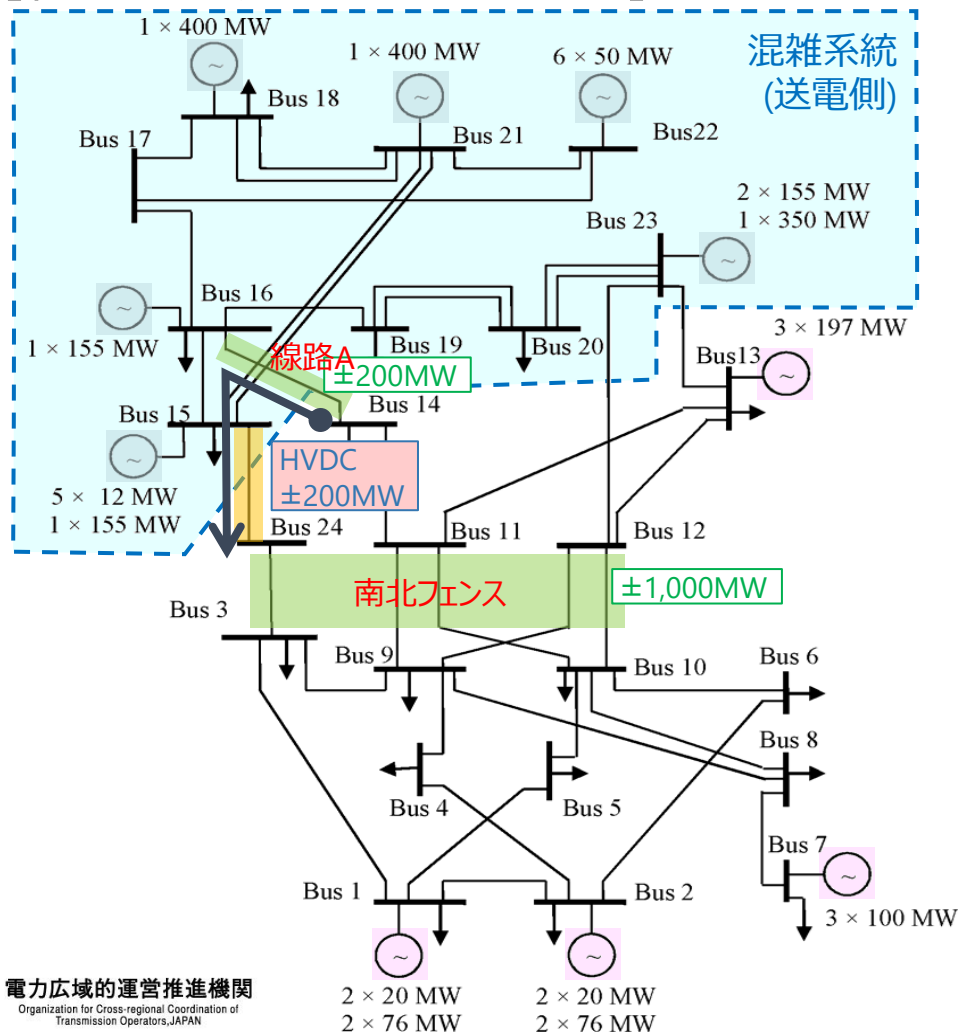 1 × 400 MW
1 × 400 MW
6 × 50 MW
混雑系統
(送電側)
Bus 18
Bus 17
Bus 21
Bus22
2 × 155 MW
1 × 350 MW
Bus 23
Bus 16
3 × 197 MW
1 × 155 MW
線路A
Bus 19
Bus 20
Bus13
±200MW
Bus 15
Bus 14
HVDC
±200MW
5 × 12 MW
1 × 155 MW
Bus 24
Bus 11
Bus 12
南北フェンス
±1,000MW
Bus 3
Bus 9
Bus 10
Bus 6
Bus 8
Bus 4
Bus 5
Bus 7
Bus 1
Bus 2
3 × 100 MW
電力広域的運営推進機関
Organization for Cross-regional Coordination of
Transmission Operators,JAPAN
2 × 20 MW
2 × 76 MW
2 × 20 MW
2 × 76 MW